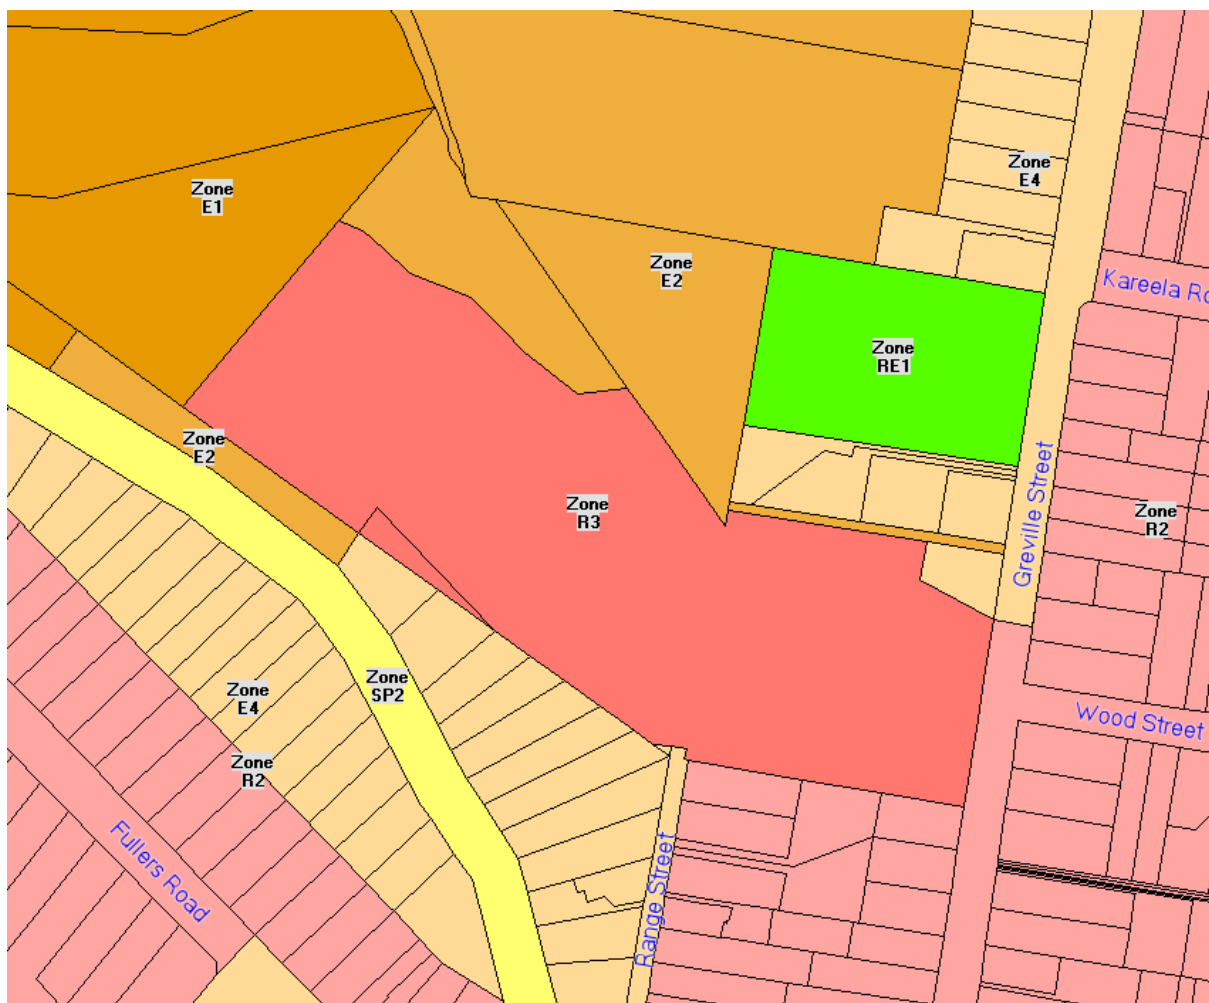 Zone
E4
Zone
E1
Zone
E2
Kareela Ro
Zone
RE1
Zone
E2
Zone
R3
Zone
R2
Greville Street
Zone
SP2
Zone
E4
Wood Street
Zone
R2
Fullers Road
Range Street